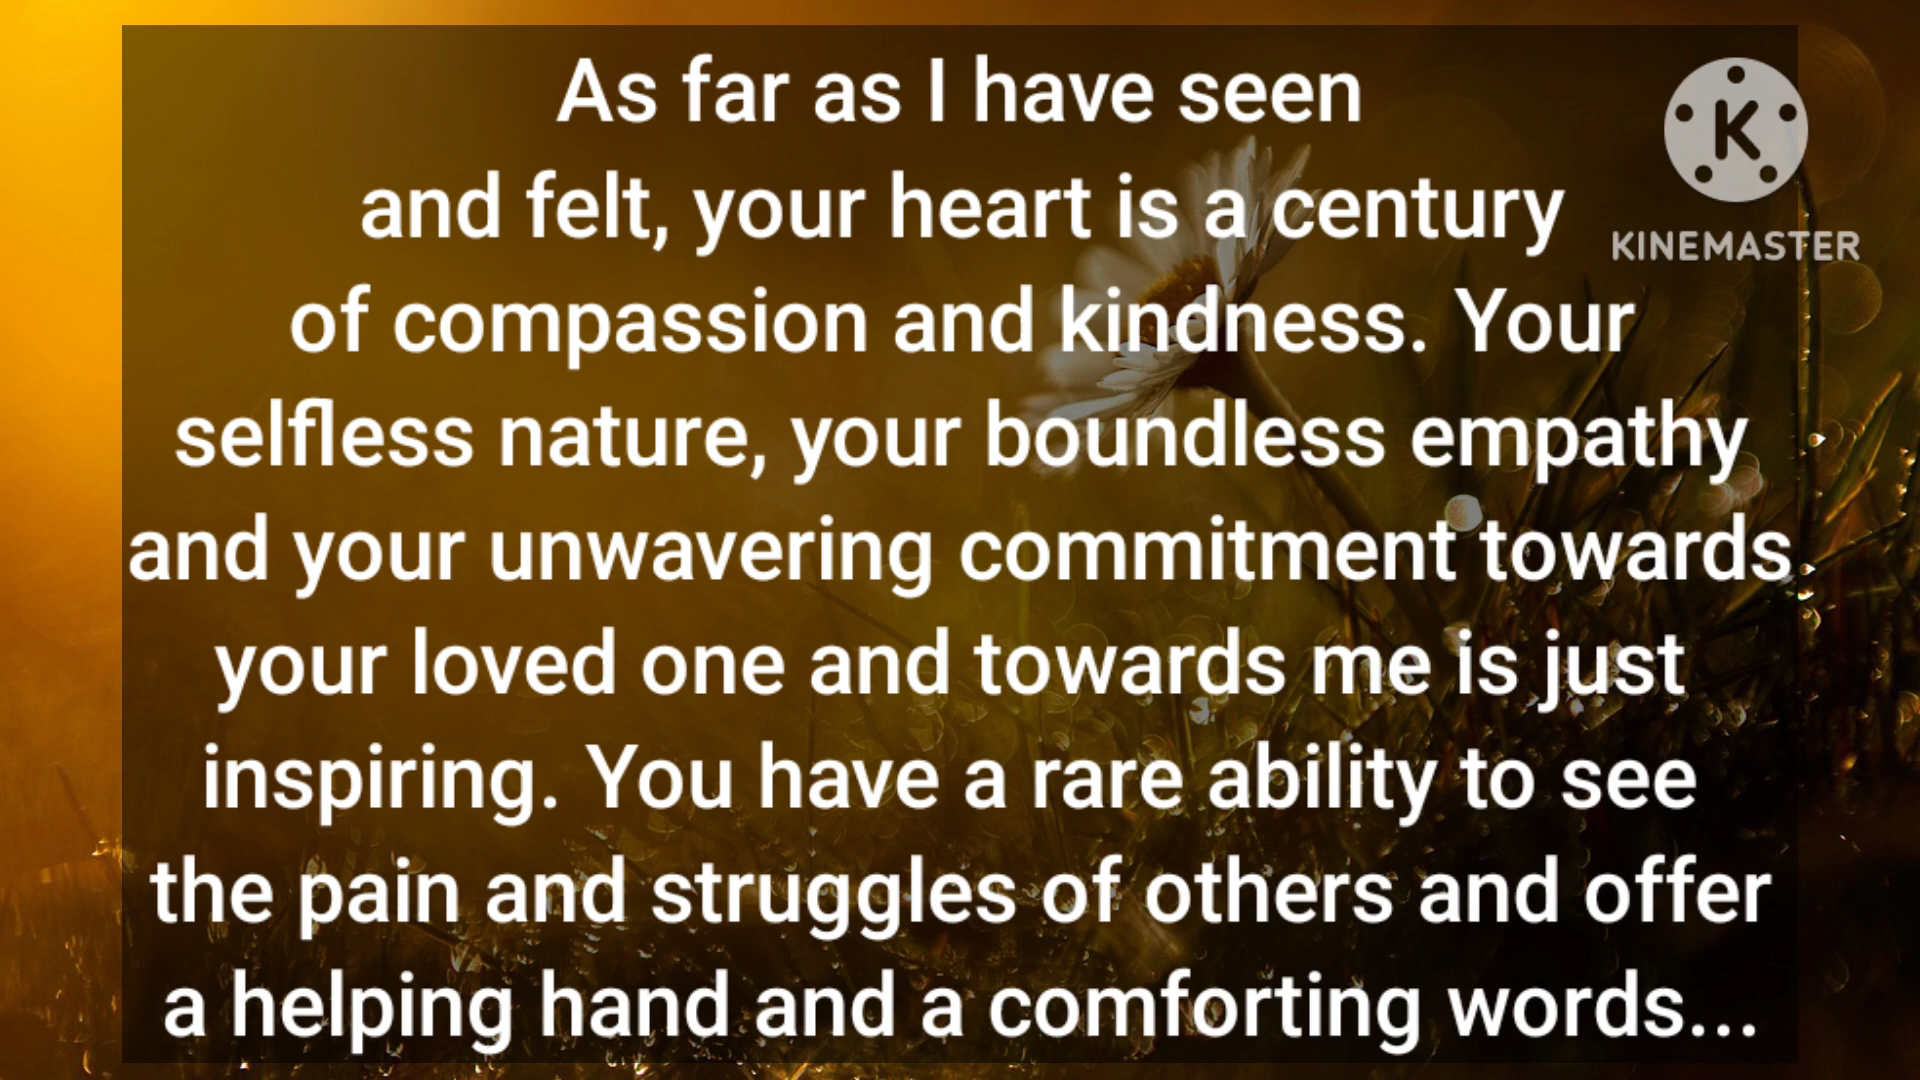 As far as I have seen
and felt, your heart is a century
of compassion and kindness. Your
selfless nature, your boundless empathy
and your unwavering commitment towards
your loved one and towards me is just
inspiring. You have a rare ability to see
the pain and struggles of others and offer
a helping hand and a comforting words...
K
KINEMASTER